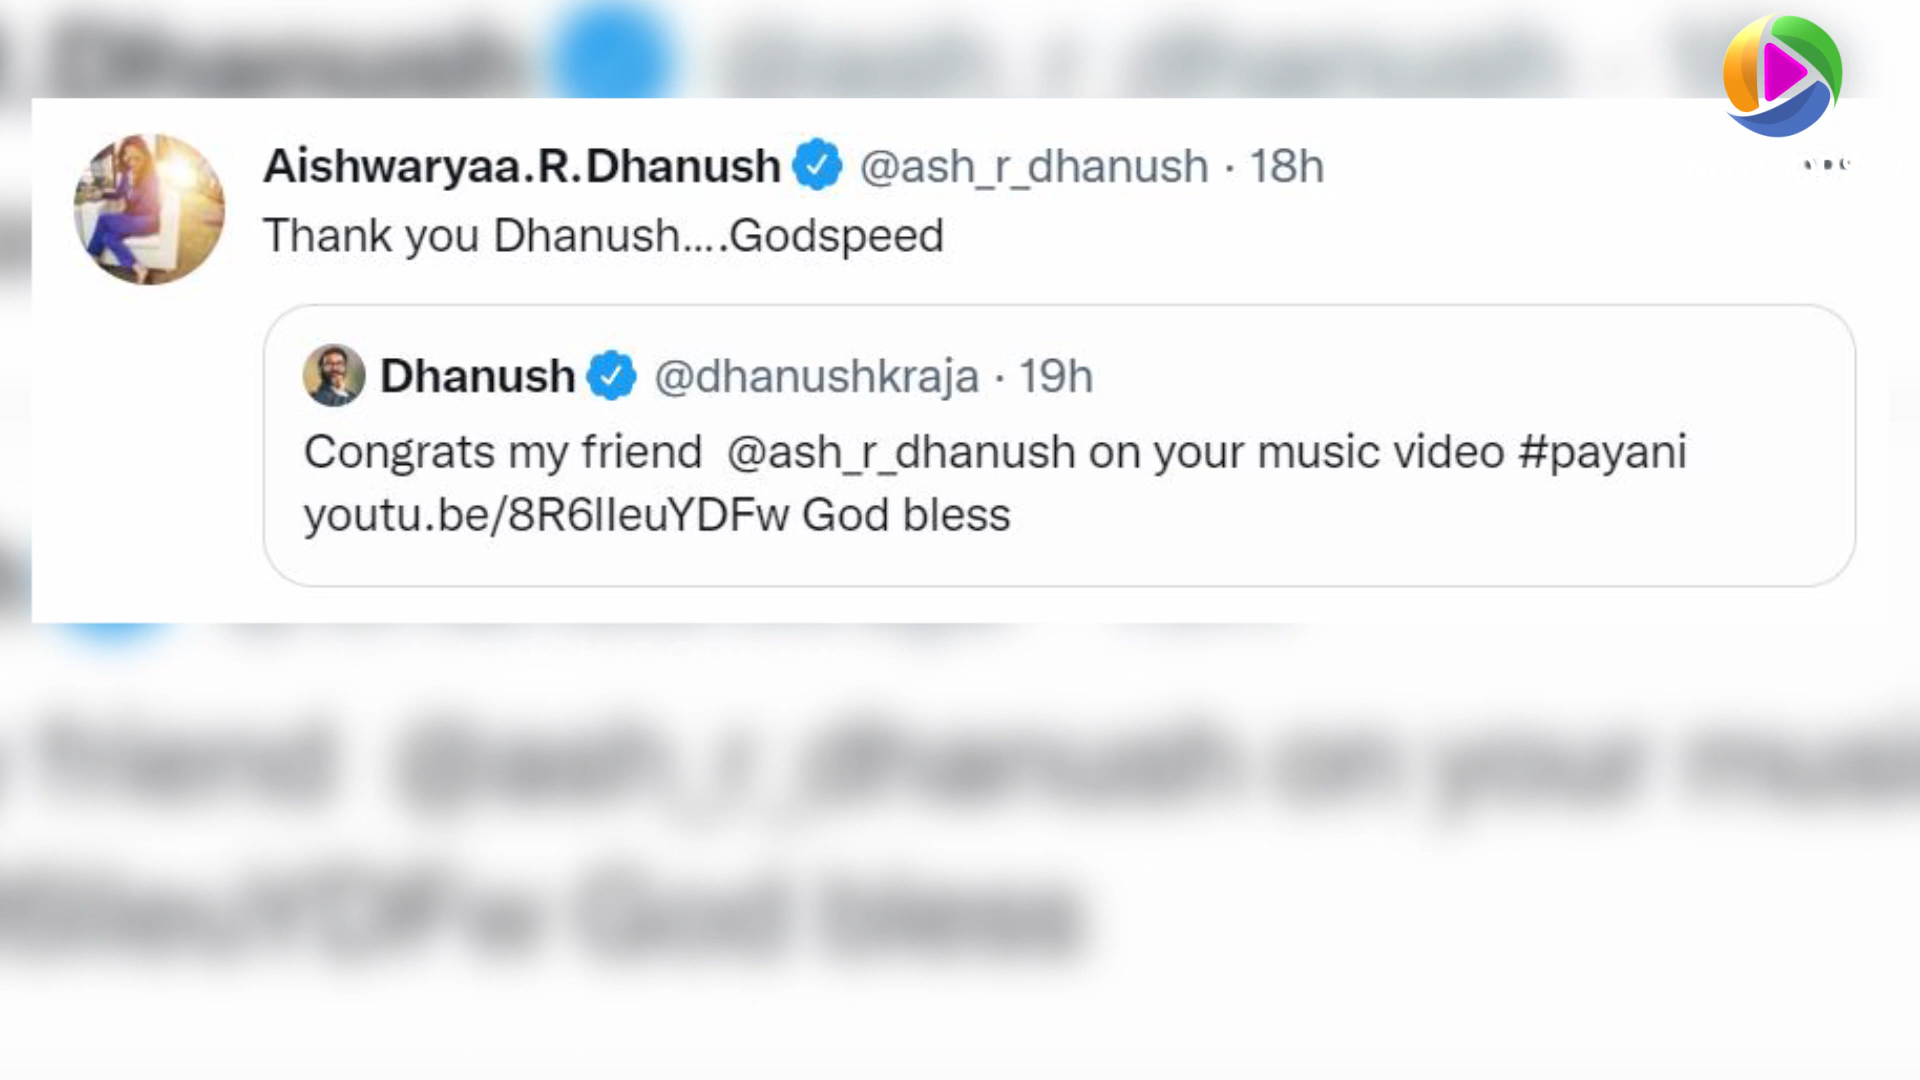 Aishwaryaa.R.Dhanush @ash_r_dhanush · 18h
Thank you Dhanush....Godspeed
Dhanush @dhanushkraja · 19h
Congrats my friend @ash_r_dhanush on your music video #payani
youtu.be/8R6lleuYDFw God bless